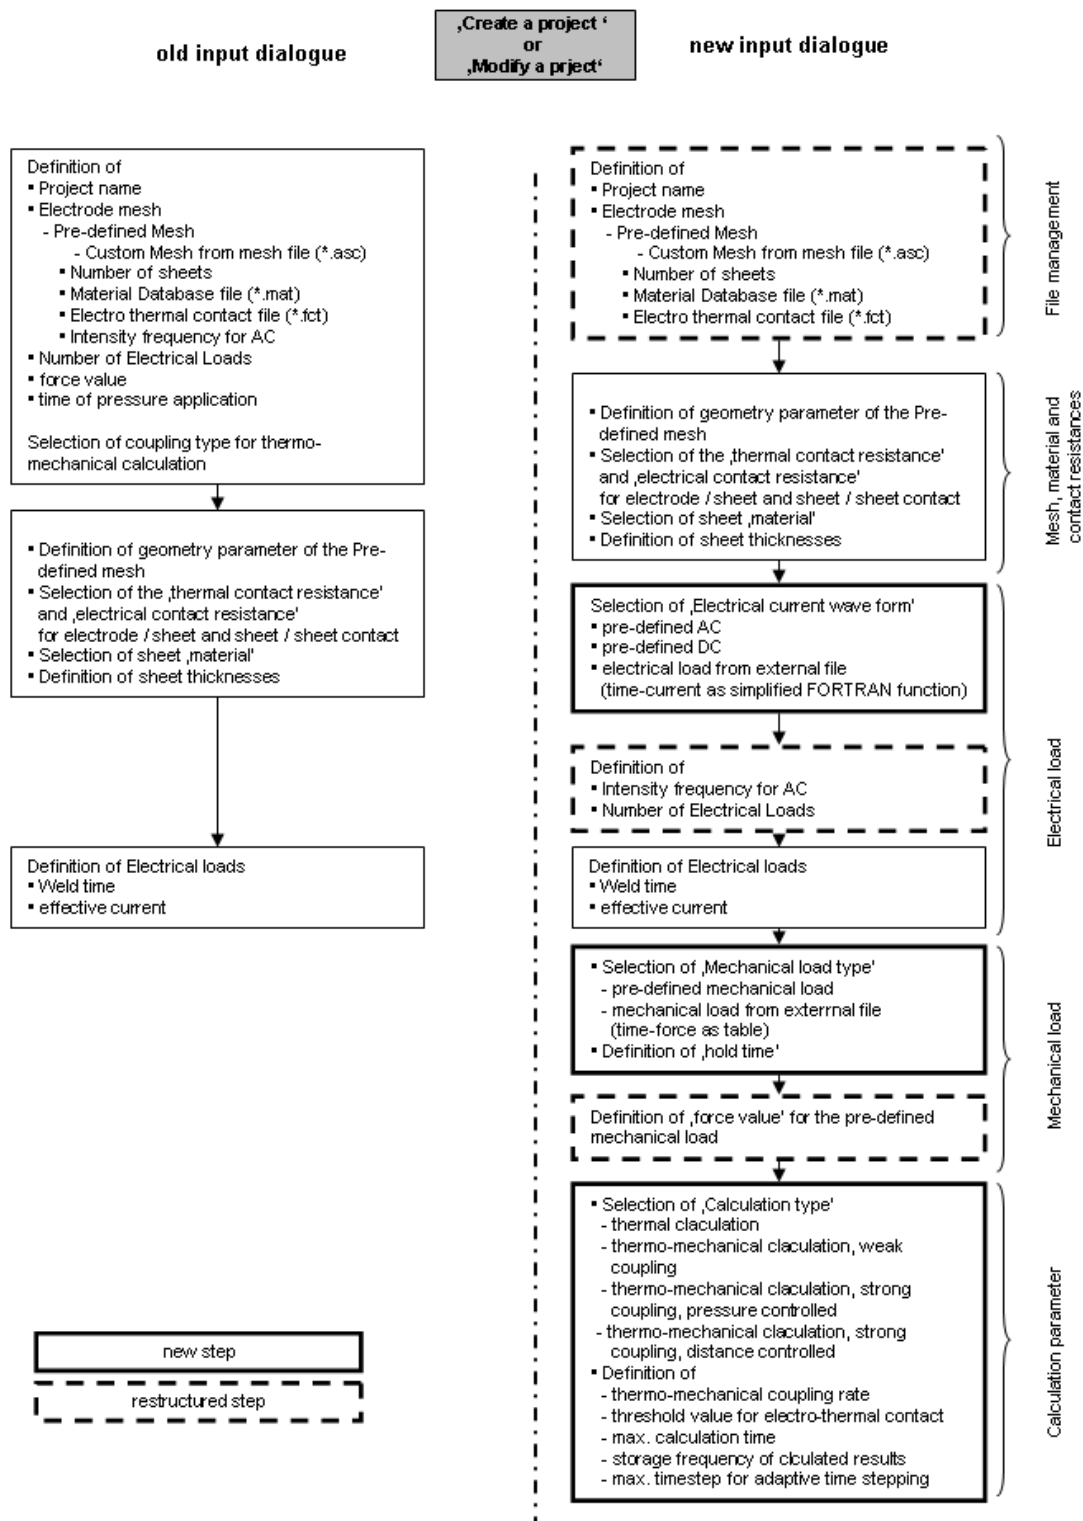 ‚Create a project ‘
or
‚Modify a prject‘
old input dialogue
new input dialogue
Definition of
▪ Project name
▪ Electrode mesh
- Pre-defined Mesh
- Custom Mesh from mesh file (*.asc)
▪ Number of sheets
▪ Material Database file (*.mat)
▪ Electro thermal contact file (*.fct)
▪ Intensity frequency for AC
▪ Number of Electrical Loads
▪ force value
▪ time of pressure application
Selection of coupling type for thermo-
mechanical calculation
▪ Definition of geometry parameter of the Pre-
defined mesh
▪ Selection of the ‚thermal contact resistance’
and ‚electrical contact resistance’
for electrode / sheet and sheet / sheet contact
▪ Selection of sheet ‚material’
▪ Definition of sheet thicknesses
Definition of Electrical loads
▪ Weld time
▪ effective current
new step
restructured step
Definition of
▪ Project name
▪ Electrode mesh
- Pre-defined Mesh
- Custom Mesh from mesh file (*.asc)
▪ Number of sheets
▪ Material Database file (*.mat)
▪ Electro thermal contact file (*.fct)
File management
▪ Definition of geometry parameter of the Pre-
defined mesh
▪ Selection of the ‚thermal contact resistance’
and ‚electrical contact resistance’
for electrode / sheet and sheet / sheet contact
▪ Selection of sheet ‚material’
▪ Definition of sheet thicknesses
Mesh, material and
contact resistances
Selection of ‚Electrical current wave form’
▪ pre-defined AC
▪ pre-defined DC
▪ electrical load from external file
(time-current as simplified FORTRAN function)
Definition of
▪ Intensity frequency for AC
▪ Number of Electrical Loads
Definition of Electrical loads
▪ Weld time
▪ effective current
Electrical load
▪ Selection of ‚Mechanical load type’
- pre-defined mechanical load
- mechanical load from exterrnal file
(time-force as table)
▪ Definition of ‚hold time’
Definition of ‚force value’ for the pre-defined
mechanical load
Mechanical load
▪ Selection of ‚Calculation type’
- thermal claculation
- thermo-mechanical claculation, weak
coupling
- thermo-mechanical claculation, strong
coupling, pressure controlled
- thermo-mechanical claculation, strong
coupling, distance controlled
▪ Definition of
- thermo-mechanical coupling rate
- threshold value for electro-thermal contact
- max. calculation time
- storage frequency of clculated results
- max. timestep for adaptive time stepping
Calculation parameter